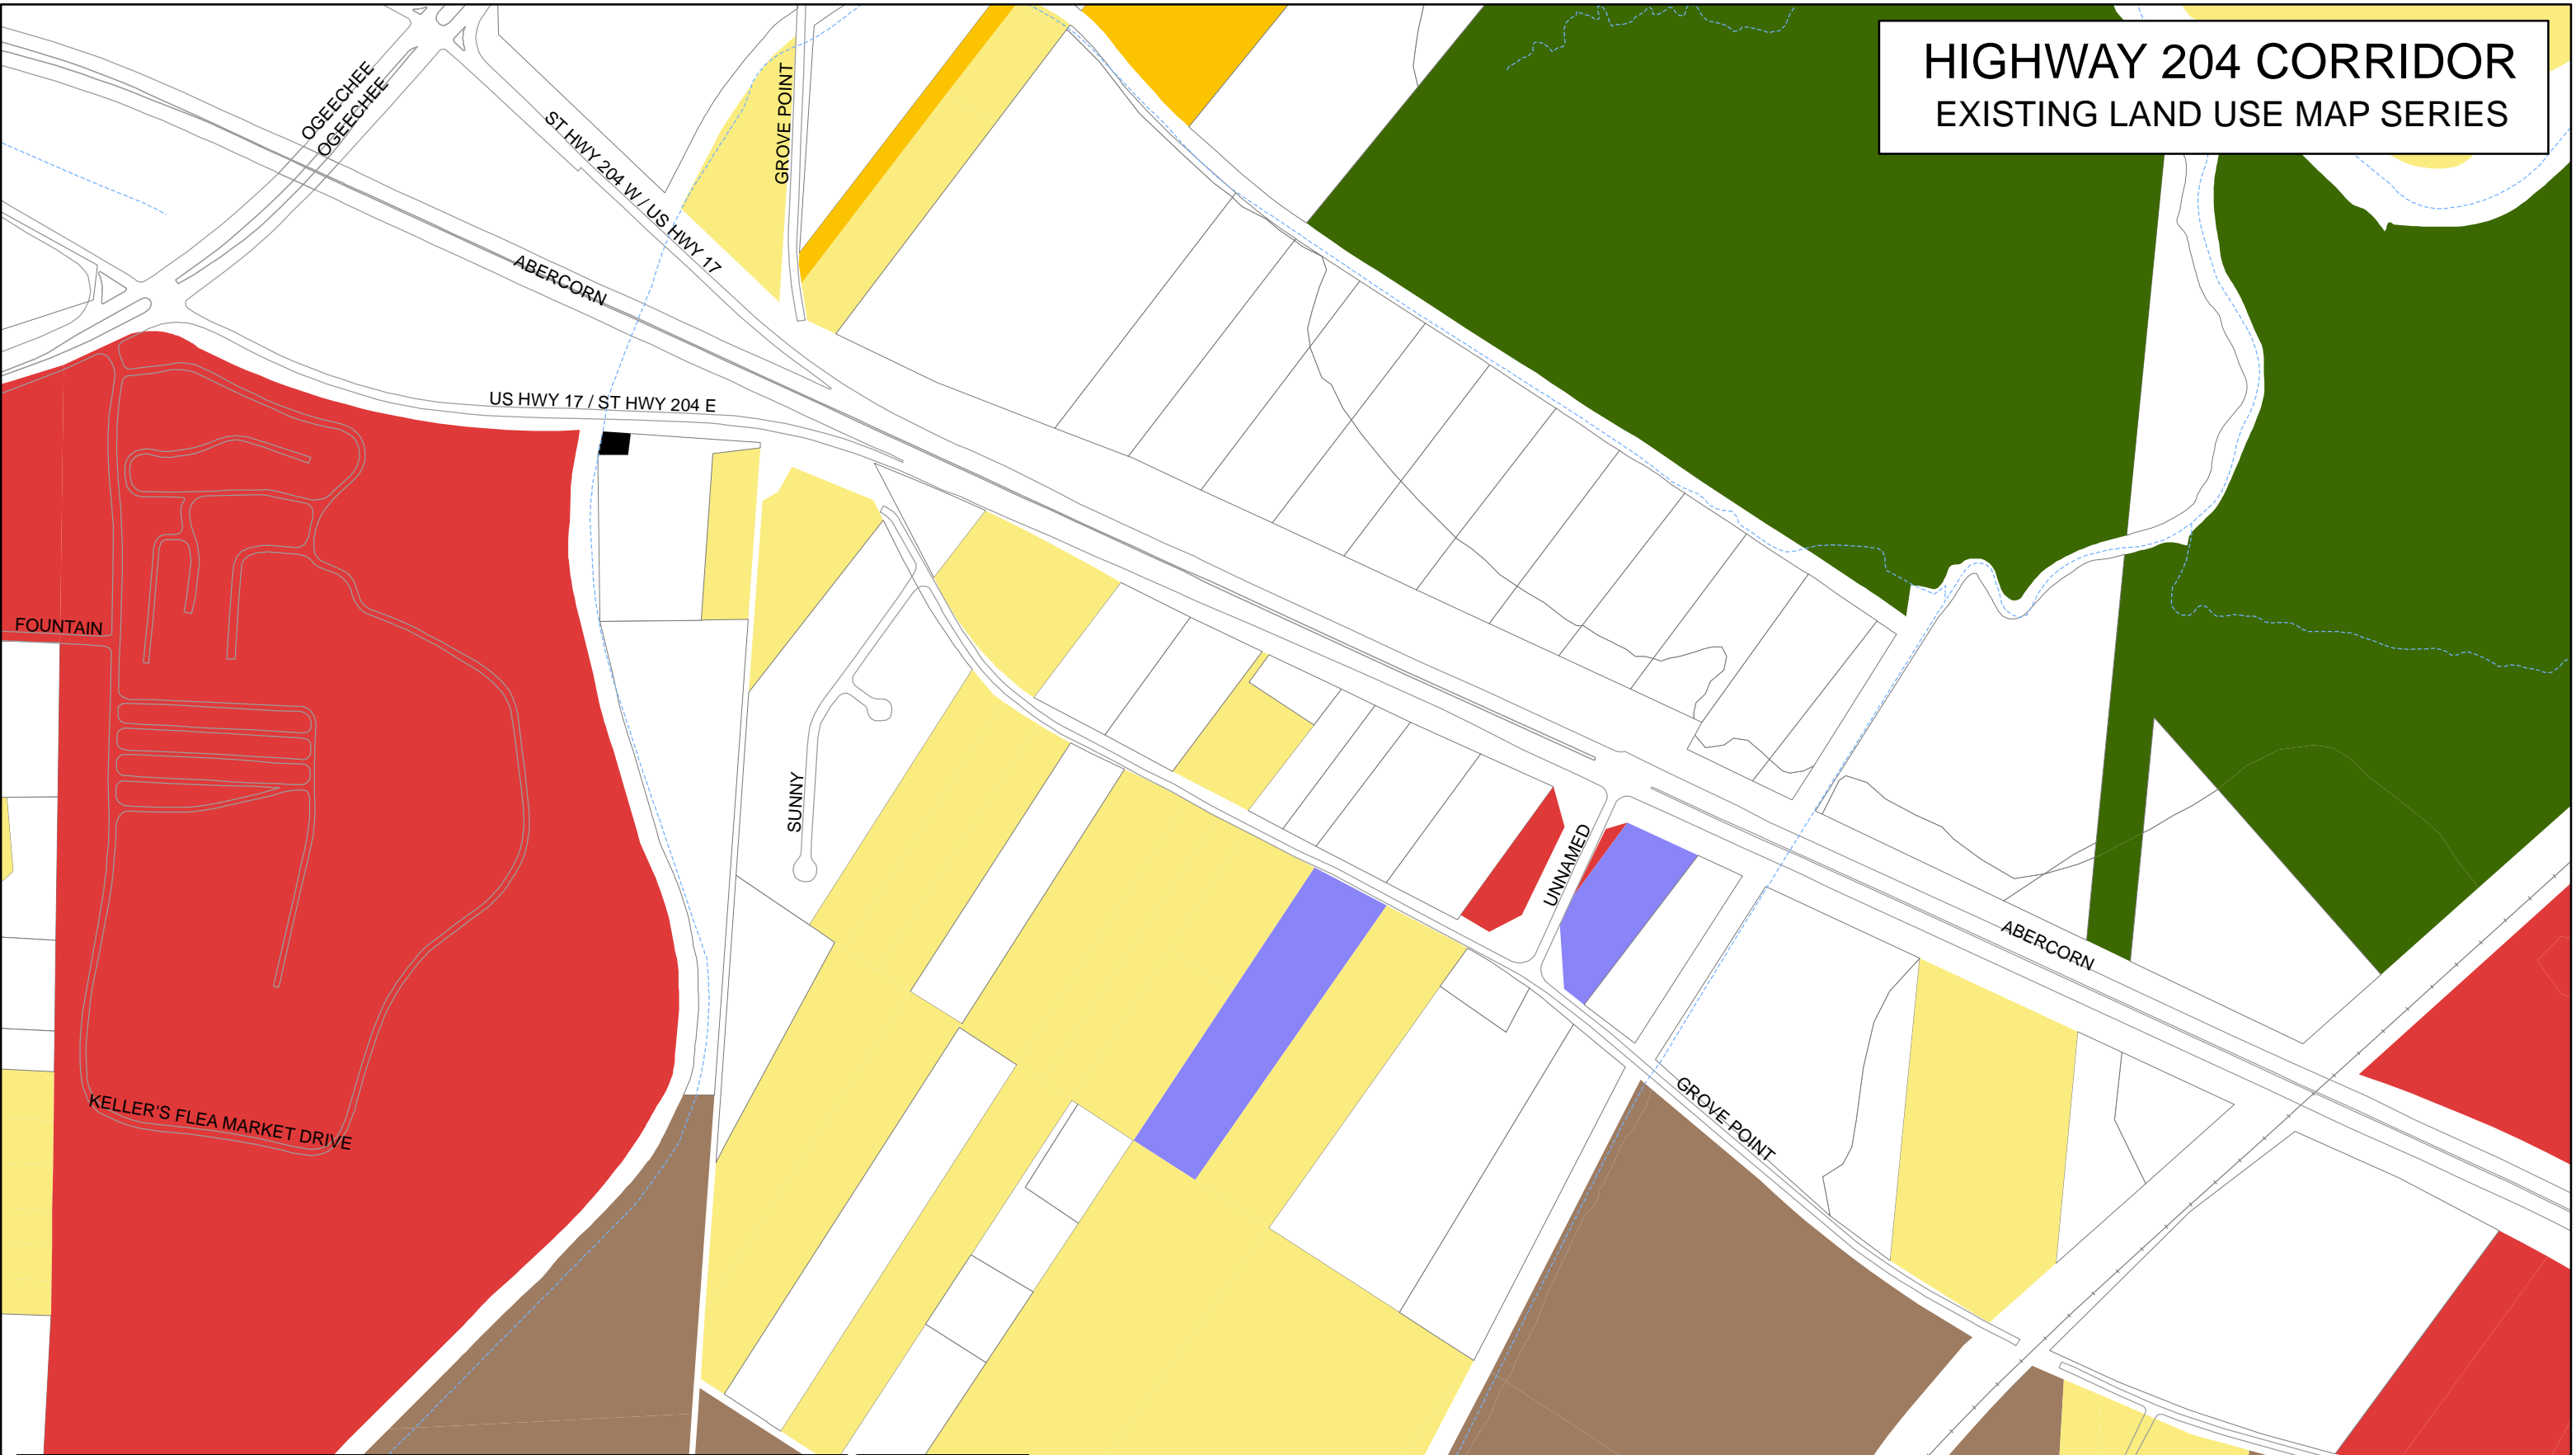 HIGHWAY 204 CORRIDOR
EXISTING LAND USE MAP SERIES
OGEECHEE
OGEECHEE
ST HWY 204 W / US HWY 17
GROVE POINT
ABERCORN
US HWY 17 / ST HWY 204 E
FOUNTAIN
SUNNY
UNNAMED
ABERCORN
GROVE POINT
KELLER'S FLEA MARKET DRIVE